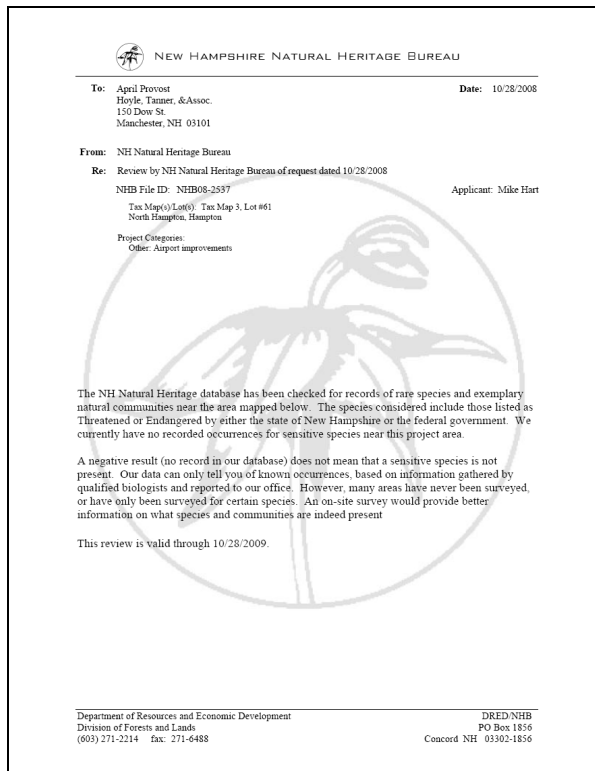 NEW HAMPSHIRE NATURAL HERITAGE BUREAU
To: April Provost Date: 10/28/2008
Hoyle, Tanner, &Assoc.
150 Dow St.
Manchester, NH 03101
From: NH Natural Heritage Bureau
Re: Review by NH Natural Heritage Bureau of request dated 10/28/2008
NHB File ID: NHB08-2537 Applicant: Mike Hart
Tax Map(s)/Lot(s): Tax Map 3, Lot #61
North Hampton, Hampton
Project Categories:
Other: Airport improvements
The NH Natural Heritage database has been checked for records of rare species and exemplary
natural communities near the area mapped below. The species considered include those listed as
Threatened or Endangered by either the state of New Hampshire or the federal government. We
currently have no recorded occurrences for sensitive species near this project area.
A negative result (no record in our database) does not mean that a sensitive species is not
present. Our data can only tell you of known occurrences, based on information gathered by
qualified biologists and reported to our office. However, many areas have never been surveyed,
or have only been surveyed for certain species. An on-site survey would provide better
information on what species and communities are indeed present
This review is valid through 10/28/2009.
Department of Resources and Economic Development DRED/NHB
Division of Forests and Lands PO Box 1856
(603) 271-2214 fax: 271-6488 Concord NH 03302-1856